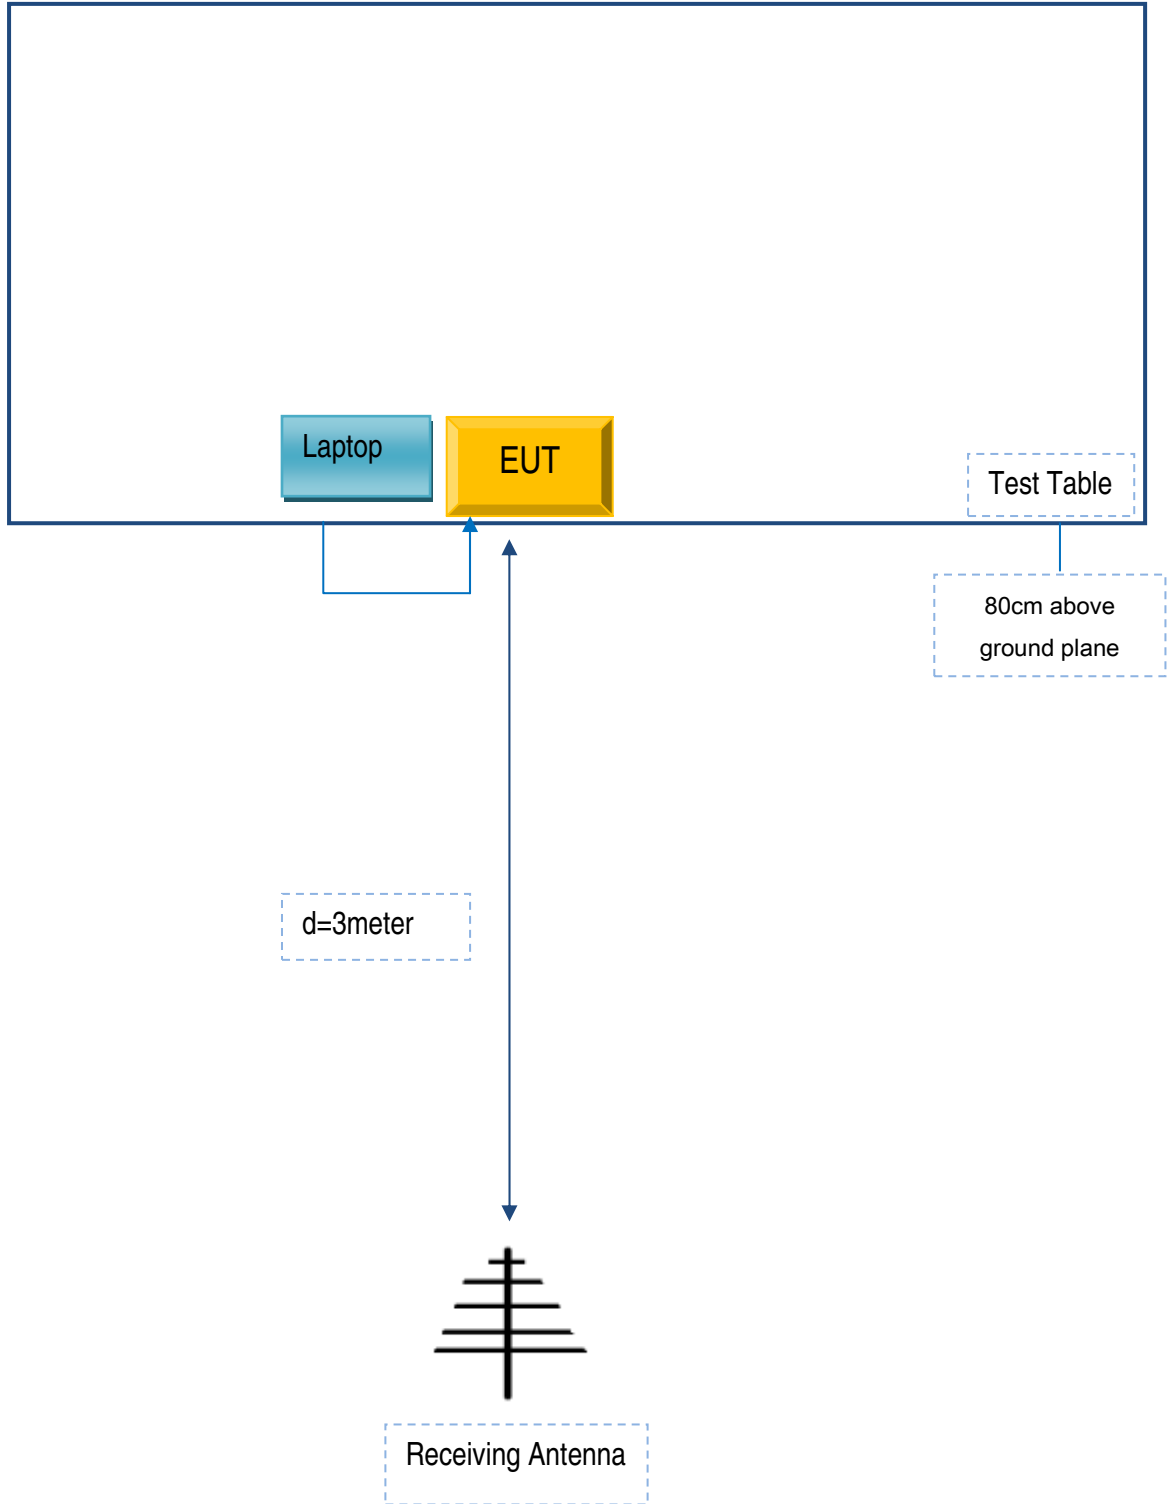 Laptop
EUT
Test Table
80cm above
ground plane
d=3meter
Receiving Antenna